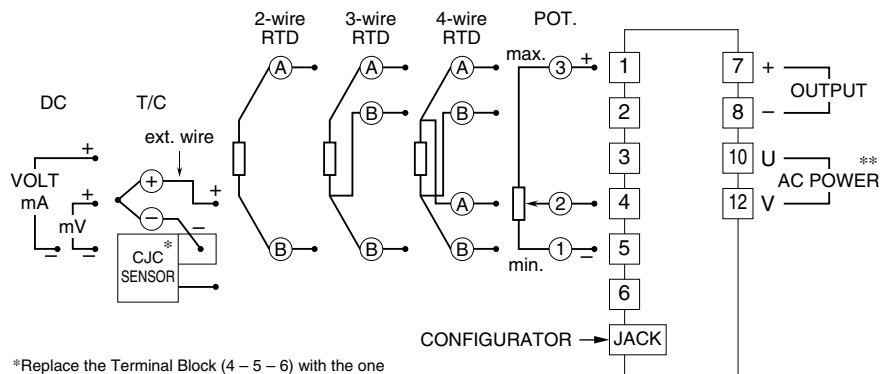 2-wire RTD
3-wire RTD
4-wire RTD
POT.
DC
T/C
ext. wire
+
VOLT
mA
+
mV
−
−
+
−
+
−
CJC*
SENSOR
A
B
A
B
B
A
B
A
B
max.
3 +
2
1 −
min.
1
2
3
4
5
6
CONFIGURATOR
JACK
7 +
8 −
OUTPUT
10 U
12 V
AC POWER**
*Replace the Terminal Block (4 – 5 – 6) with the one